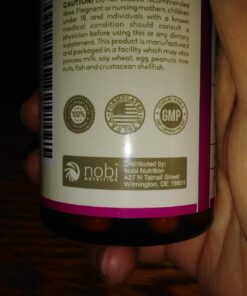 CAUTION: Do not exceed recommended
dose. Pregnant or nursing mothers, children
under 18, and individuals with a known
medical condition should consult a
physician before using this or any dietary
supplement. This product is manufactured
and packaged in a facility which may also
process milk, soy, wheat, egg, peanuts, tree
nuts, fish and crustacean shellfish.
100%
GMP
nobi
NUTRITION
Distributed by:
Nobi Nutrition
427 N Tatnall Street
Wilmington, DE 19801